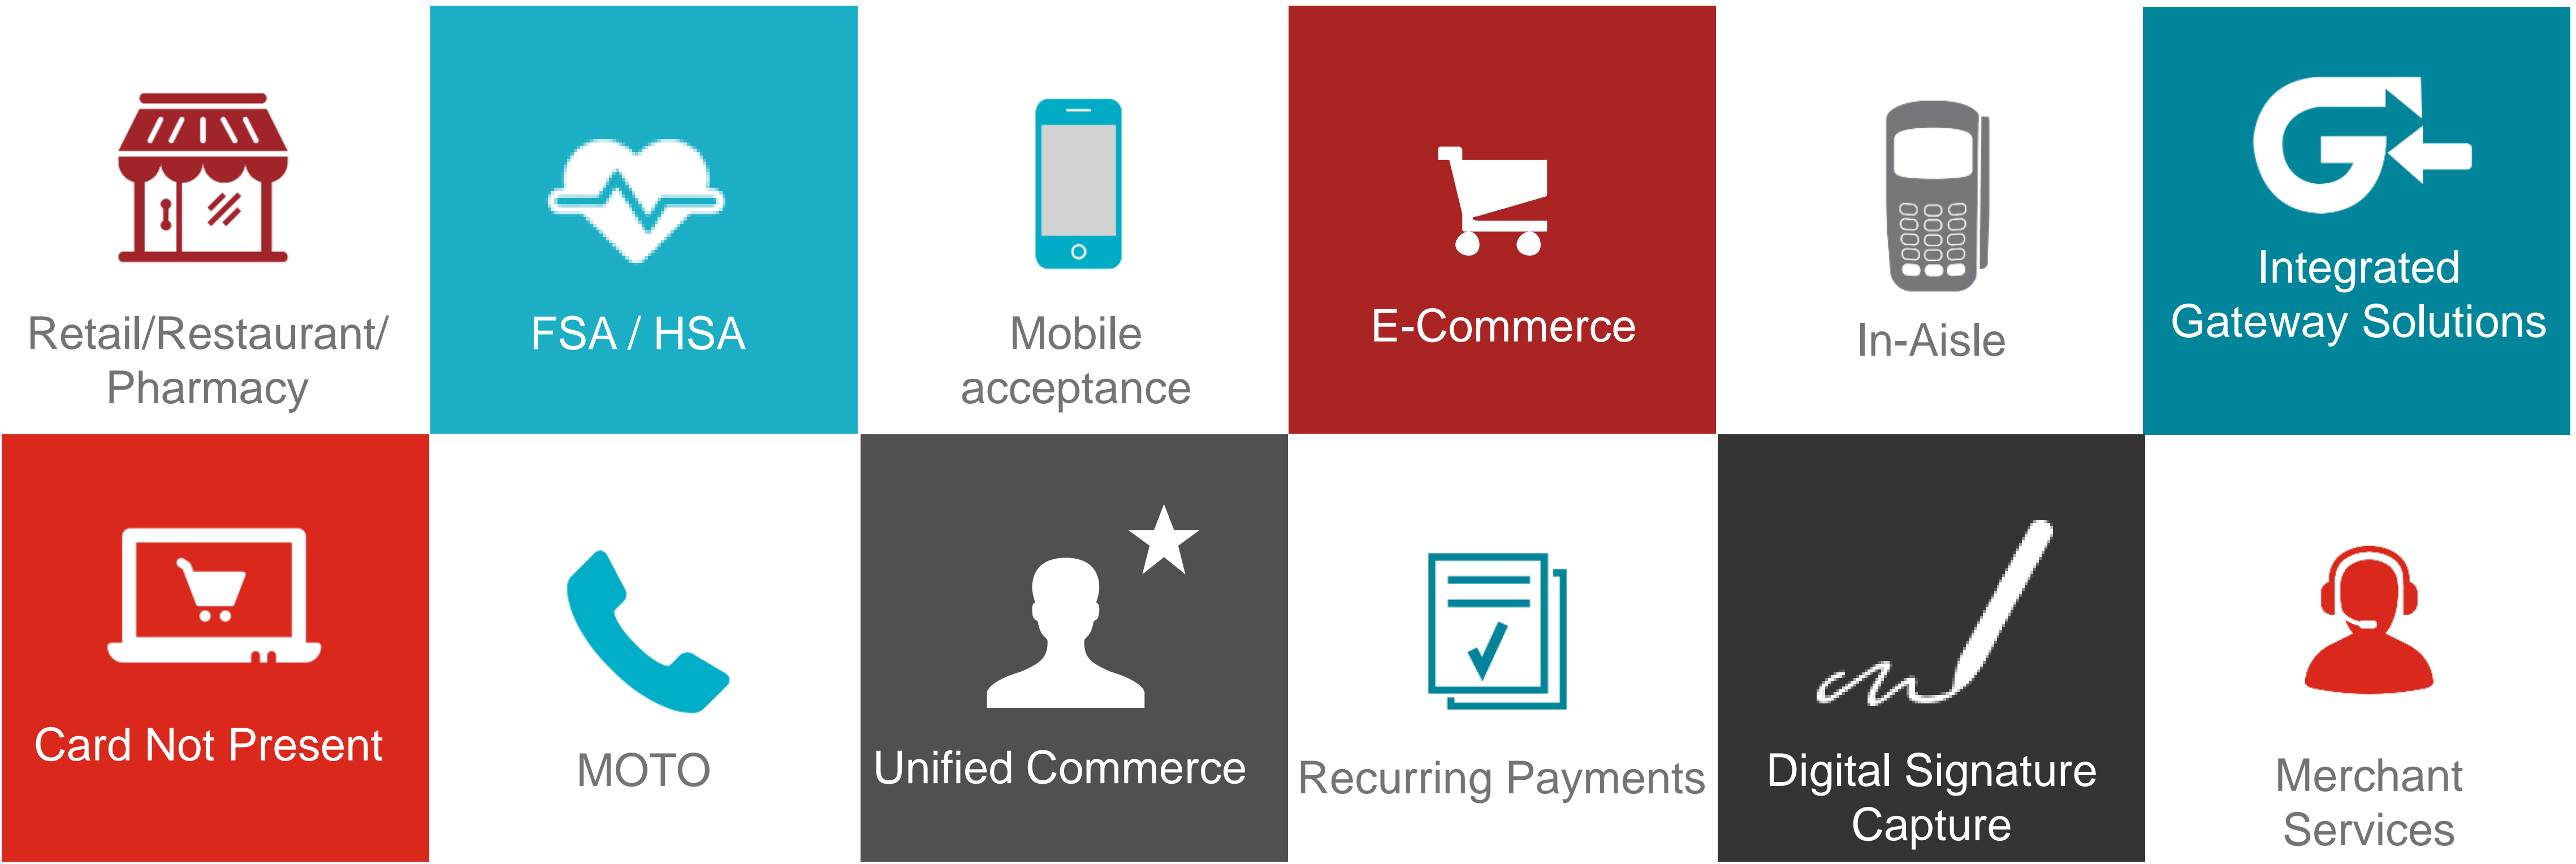 Retail/Restaurant/
Pharmacy
FSA / HSA
Mobile
acceptance
E-Commerce
In-Aisle
Integrated
Gateway Solutions
Card Not Present
MOTO
Unified Commerce
Recurring Payments
Digital Signature
Capture
Merchant
Services